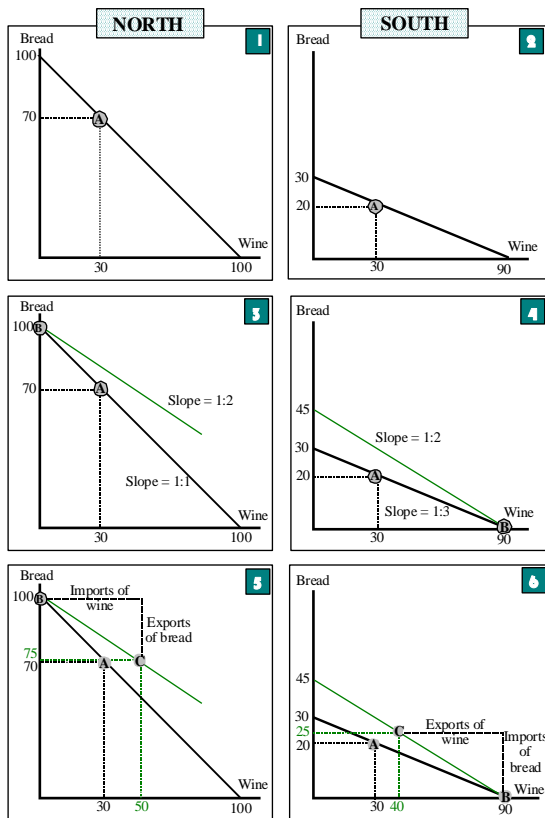 NORTH
1
Bread
100
70
A
Wine
30
100
SOUTH
2
Bread
30
20
A
Wine
30
90
3
Bread
100
B
70
A
Slope = 1:2
Slope = 1:1
Wine
30
100
4
Bread
45
30
20
A
Slope = 1:2
Slope = 1:3
Wine
B
30
90
5
Bread
100
B
Imports of
wine
Exports
of bread
75
70
A
C
Wine
30
50
100
6
Bread
45
30
25
20
C
A
Exports of
wine
Imports
of
bread
B
Wine
30
40
90